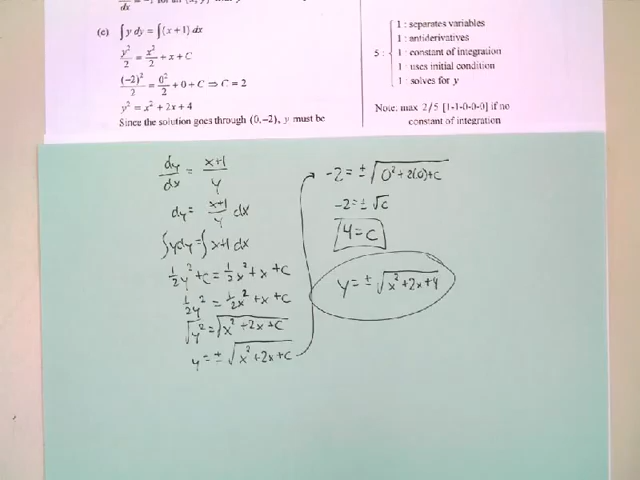 (c) ∫ y dy = ∫(x + 1) dx
y²/2 = x²/2 + x + C
(−2)²/2 = 0²/2 + 0 + C ⇒ C = 2
y² = x² + 2x + 4
Since the solution goes through (0, −2), y must be
5 :
1 : separates variables
1 : antiderivatives
1 : constant of integration
1 : uses initial condition
1 : solves for y
Note: max 2/5 [1-1-0-0-0] if no
constant of integration
dy/dx = x+1/y
dy = x+1/y dx
∫ydy = ∫x+1 dx
1/2y² + c = 1/2x² + x + c
1/2y² = 1/2x² + x + c
√y² = √x² + 2x + c
y = ± √x² + 2x + c
-2 = ± √0² + 2(0) + c
-2 = ± √c
4 = c
y = ± √x² + 2x + 4